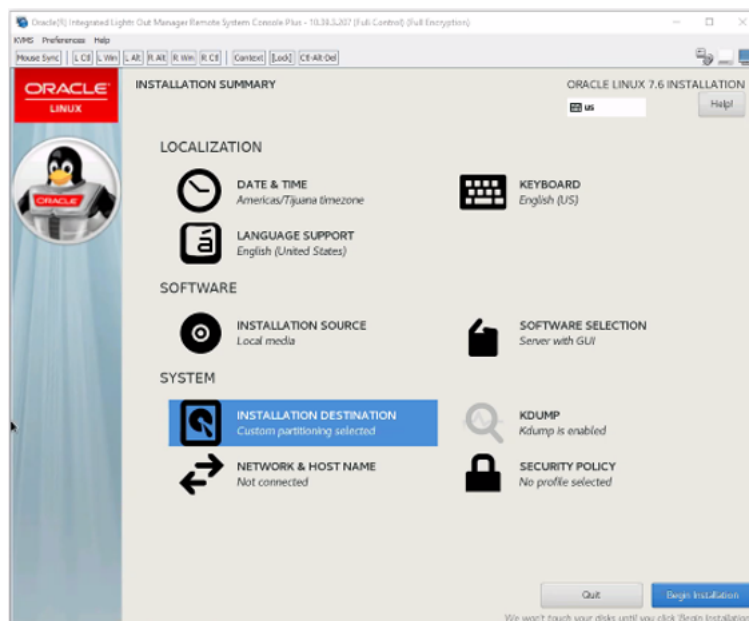 Oracle(R) Integrated Lights Out Manager Remote System Console Plus - 10.39.3.207 (Full Control) (Full Encryption)
KVMS Preferences Help
Mouse Sync L Ctl L Win L Alt R Alt R Win R Ctl Context [Lock] Ctl-Alt-Del
ORACLE
LINUX
INSTALLATION SUMMARY
ORACLE LINUX 7.6 INSTALLATION
us
Help!
LOCALIZATION
DATE & TIME
Americas/Tijuana timezone
KEYBOARD
English (US)
á
LANGUAGE SUPPORT
English (United States)
ORACLE
SOFTWARE
INSTALLATION SOURCE
Local media
SOFTWARE SELECTION
Server with GUI
SYSTEM
INSTALLATION DESTINATION
Custom partitioning selected
KDUMP
Kdump is enabled
NETWORK & HOST NAME
Not connected
SECURITY POLICY
No profile selected
Quit
Begin Installation
We won't touch your disks until you click 'Begin Installation